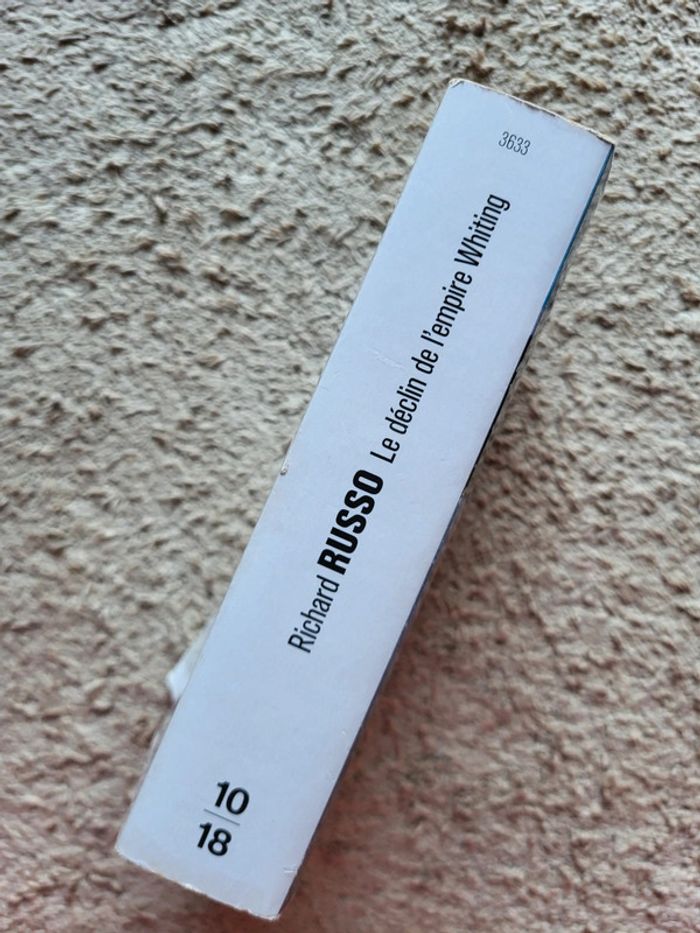 3633
Richard RUSSO Le déclin de l'empire Whiting
10
18